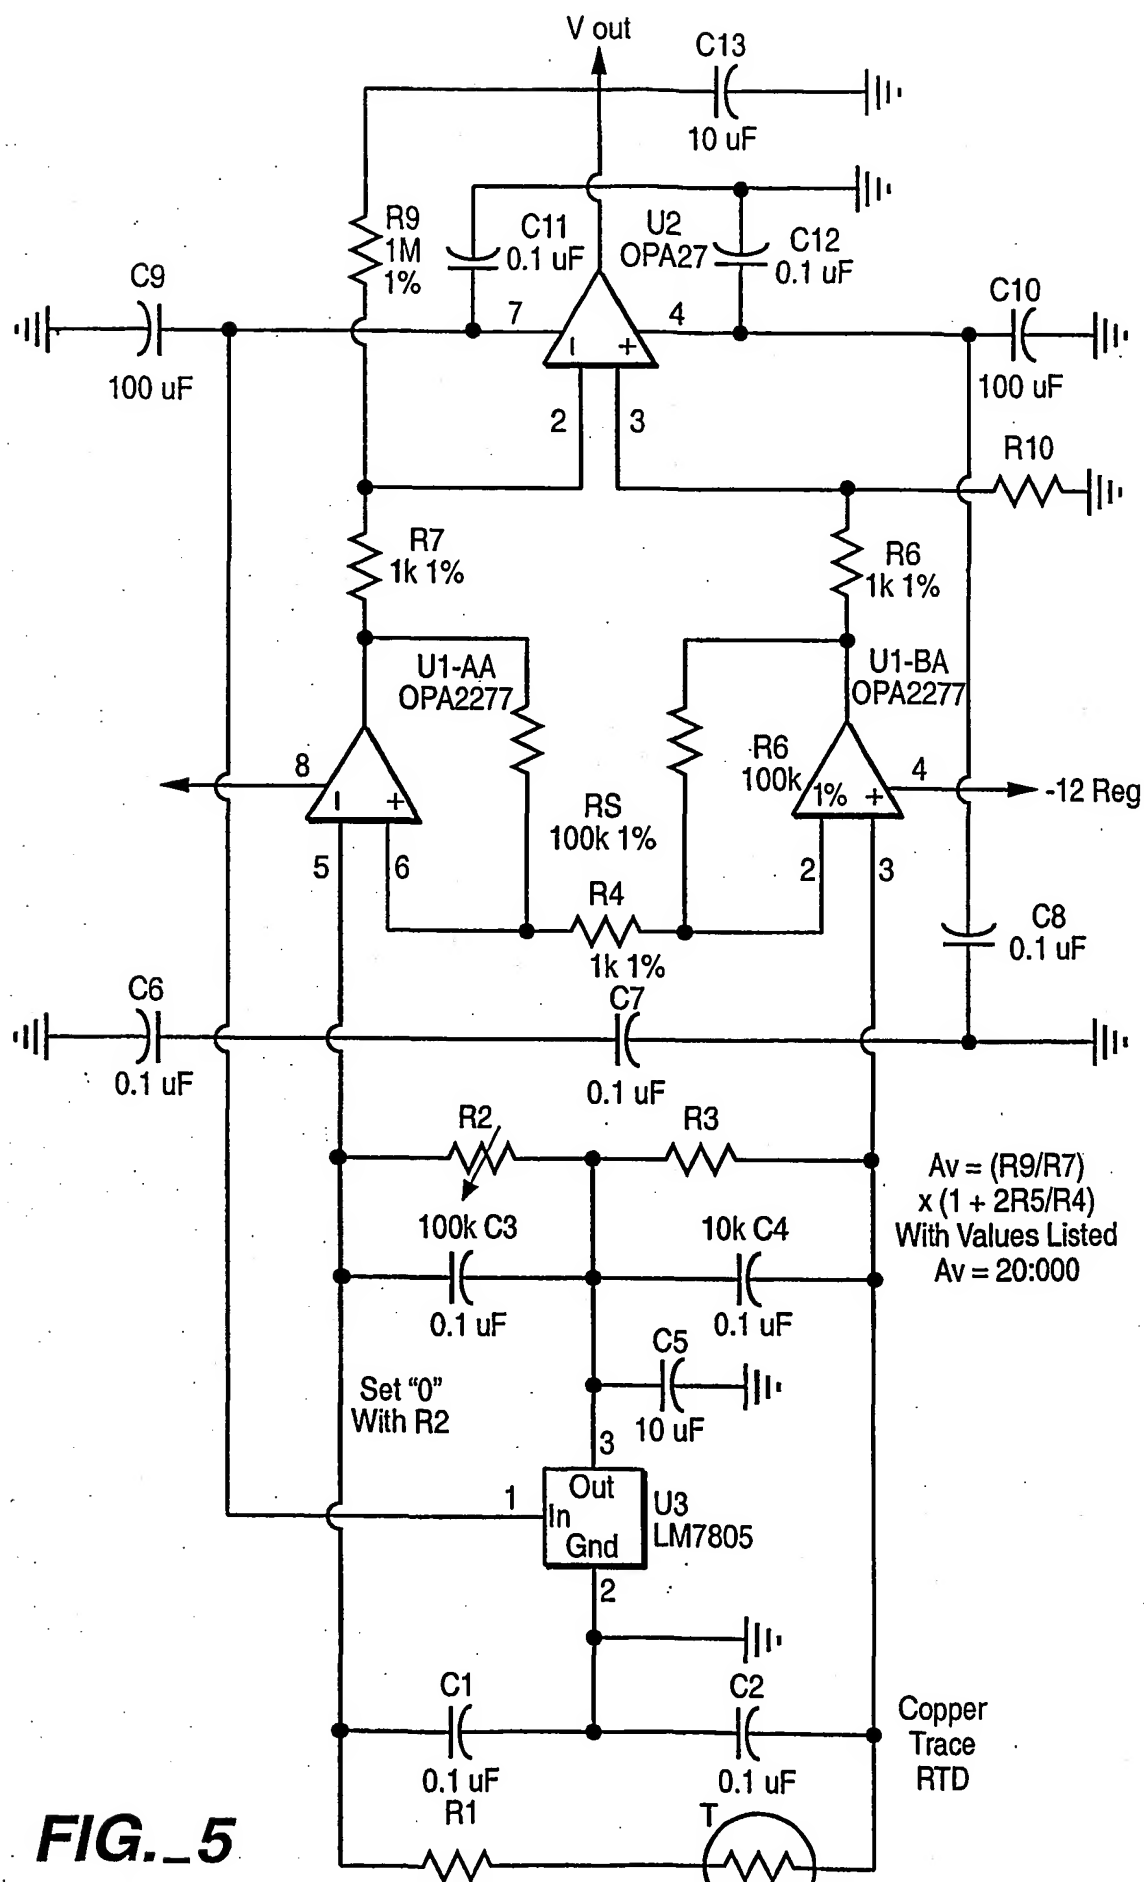 V out
C13
10 uF
R9
1M
1%
C11
0.1 uF
U2
OPA27
C12
0.1 uF
C9
100 uF
7
4
C10
100 uF
–
+
2
3
R10
R7
1k 1%
R6
1k 1%
U1-AA
OPA2277
U1-BA
OPA2277
8
–
+
R6
100k
1%
+
4
-12 Reg
RS
100k 1%
5
6
2
3
R4
1k 1%
C8
0.1 uF
C6
0.1 uF
C7
0.1 uF
R2
R3
100k C3
0.1 uF
10k C4
0.1 uF
Av = (R9/R7)
x (1 + 2R5/R4)
With Values Listed
Av = 20:000
C5
10 uF
Set "0"
With R2
3
Out
1
In
Gnd
U3
LM7805
2
C1
0.1 uF
C2
0.1 uF
Copper
Trace
RTD
R1
T
FIG._5